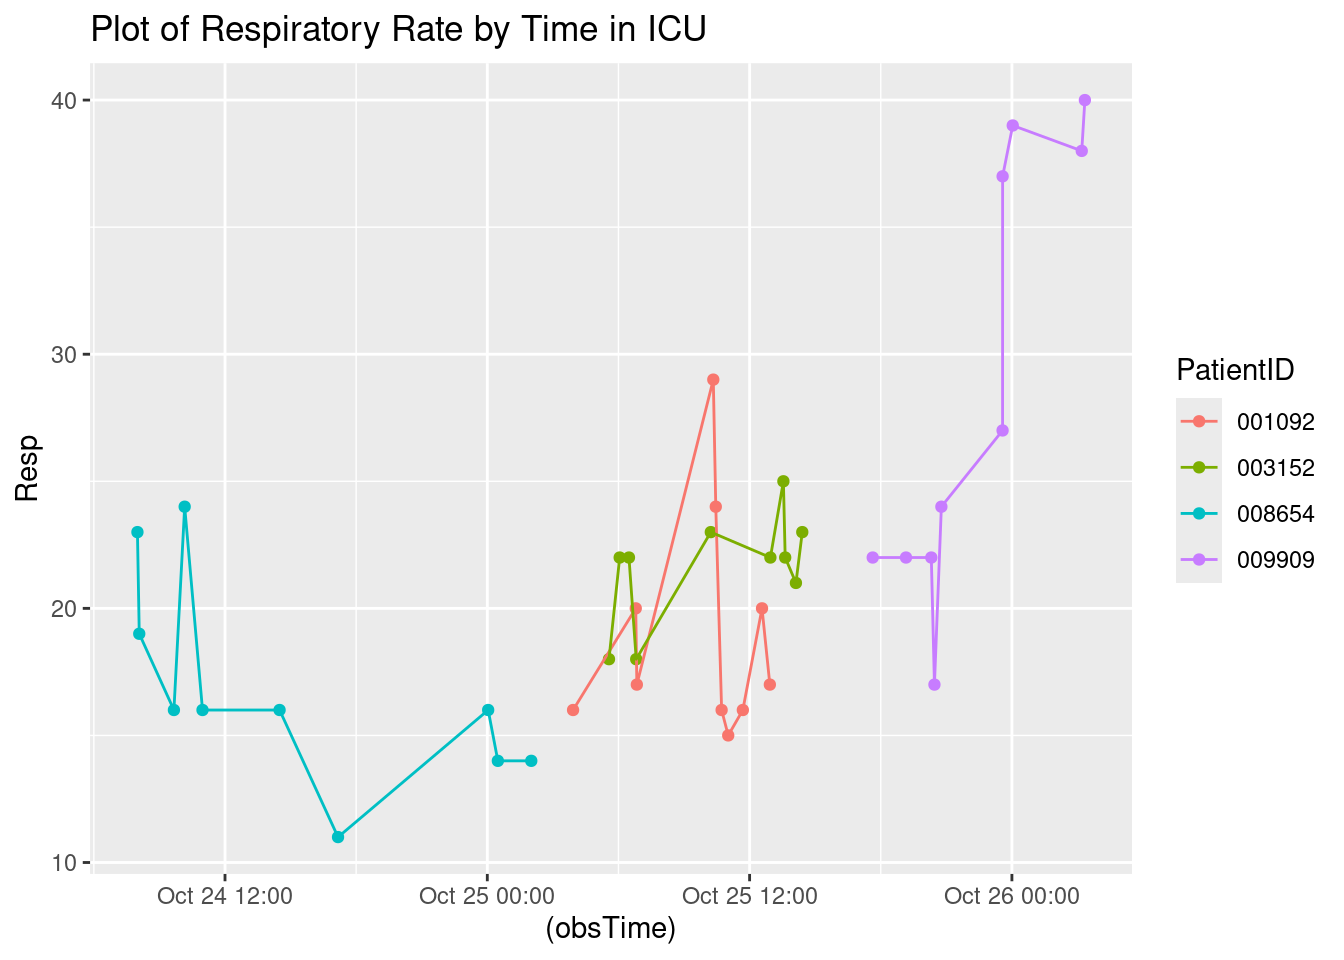 Plot of Respiratory Rate by Time in ICU
40
30
20
10
Resp
Oct 24 12:00
Oct 25 00:00
Oct 25 12:00
Oct 26 00:00
(obsTime)
PatientID
001092
003152
008654
009909